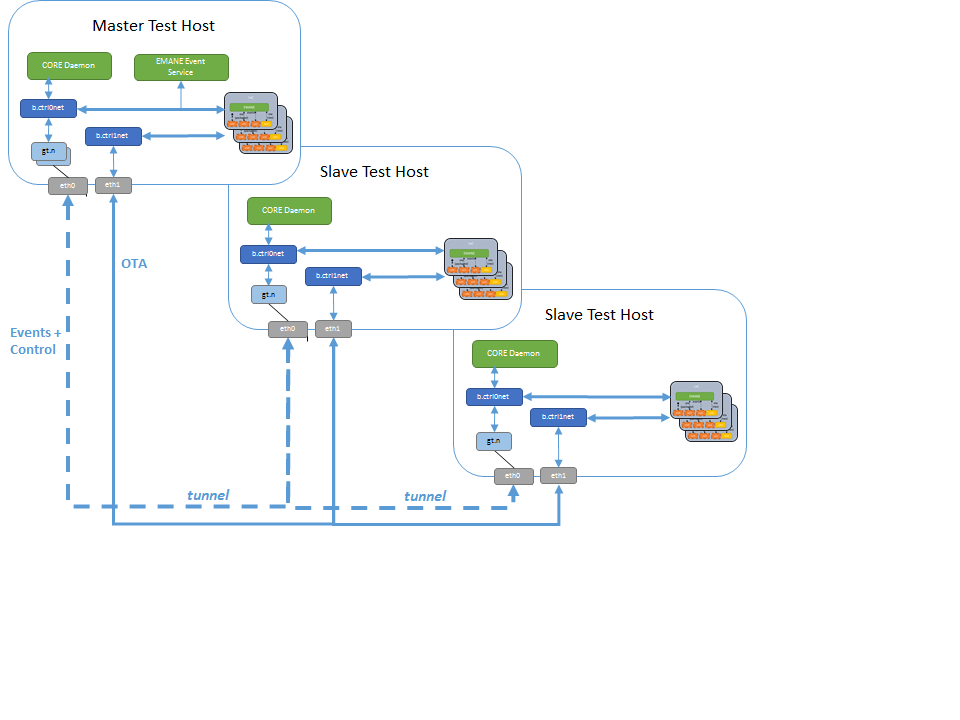 Master Test Host
CORE Daemon
EMANE Event
Service
b.ctrl0net
b.ctrl1net
gt.n
eth0
eth1
Slave Test Host
CORE Daemon
b.ctrl0net
b.ctrl1net
gt.n
eth0
eth1
OTA
Slave Test Host
Events +
Control
CORE Daemon
b.ctrl0net
b.ctrl1net
gt.n
eth0
eth1
tunnel
tunnel